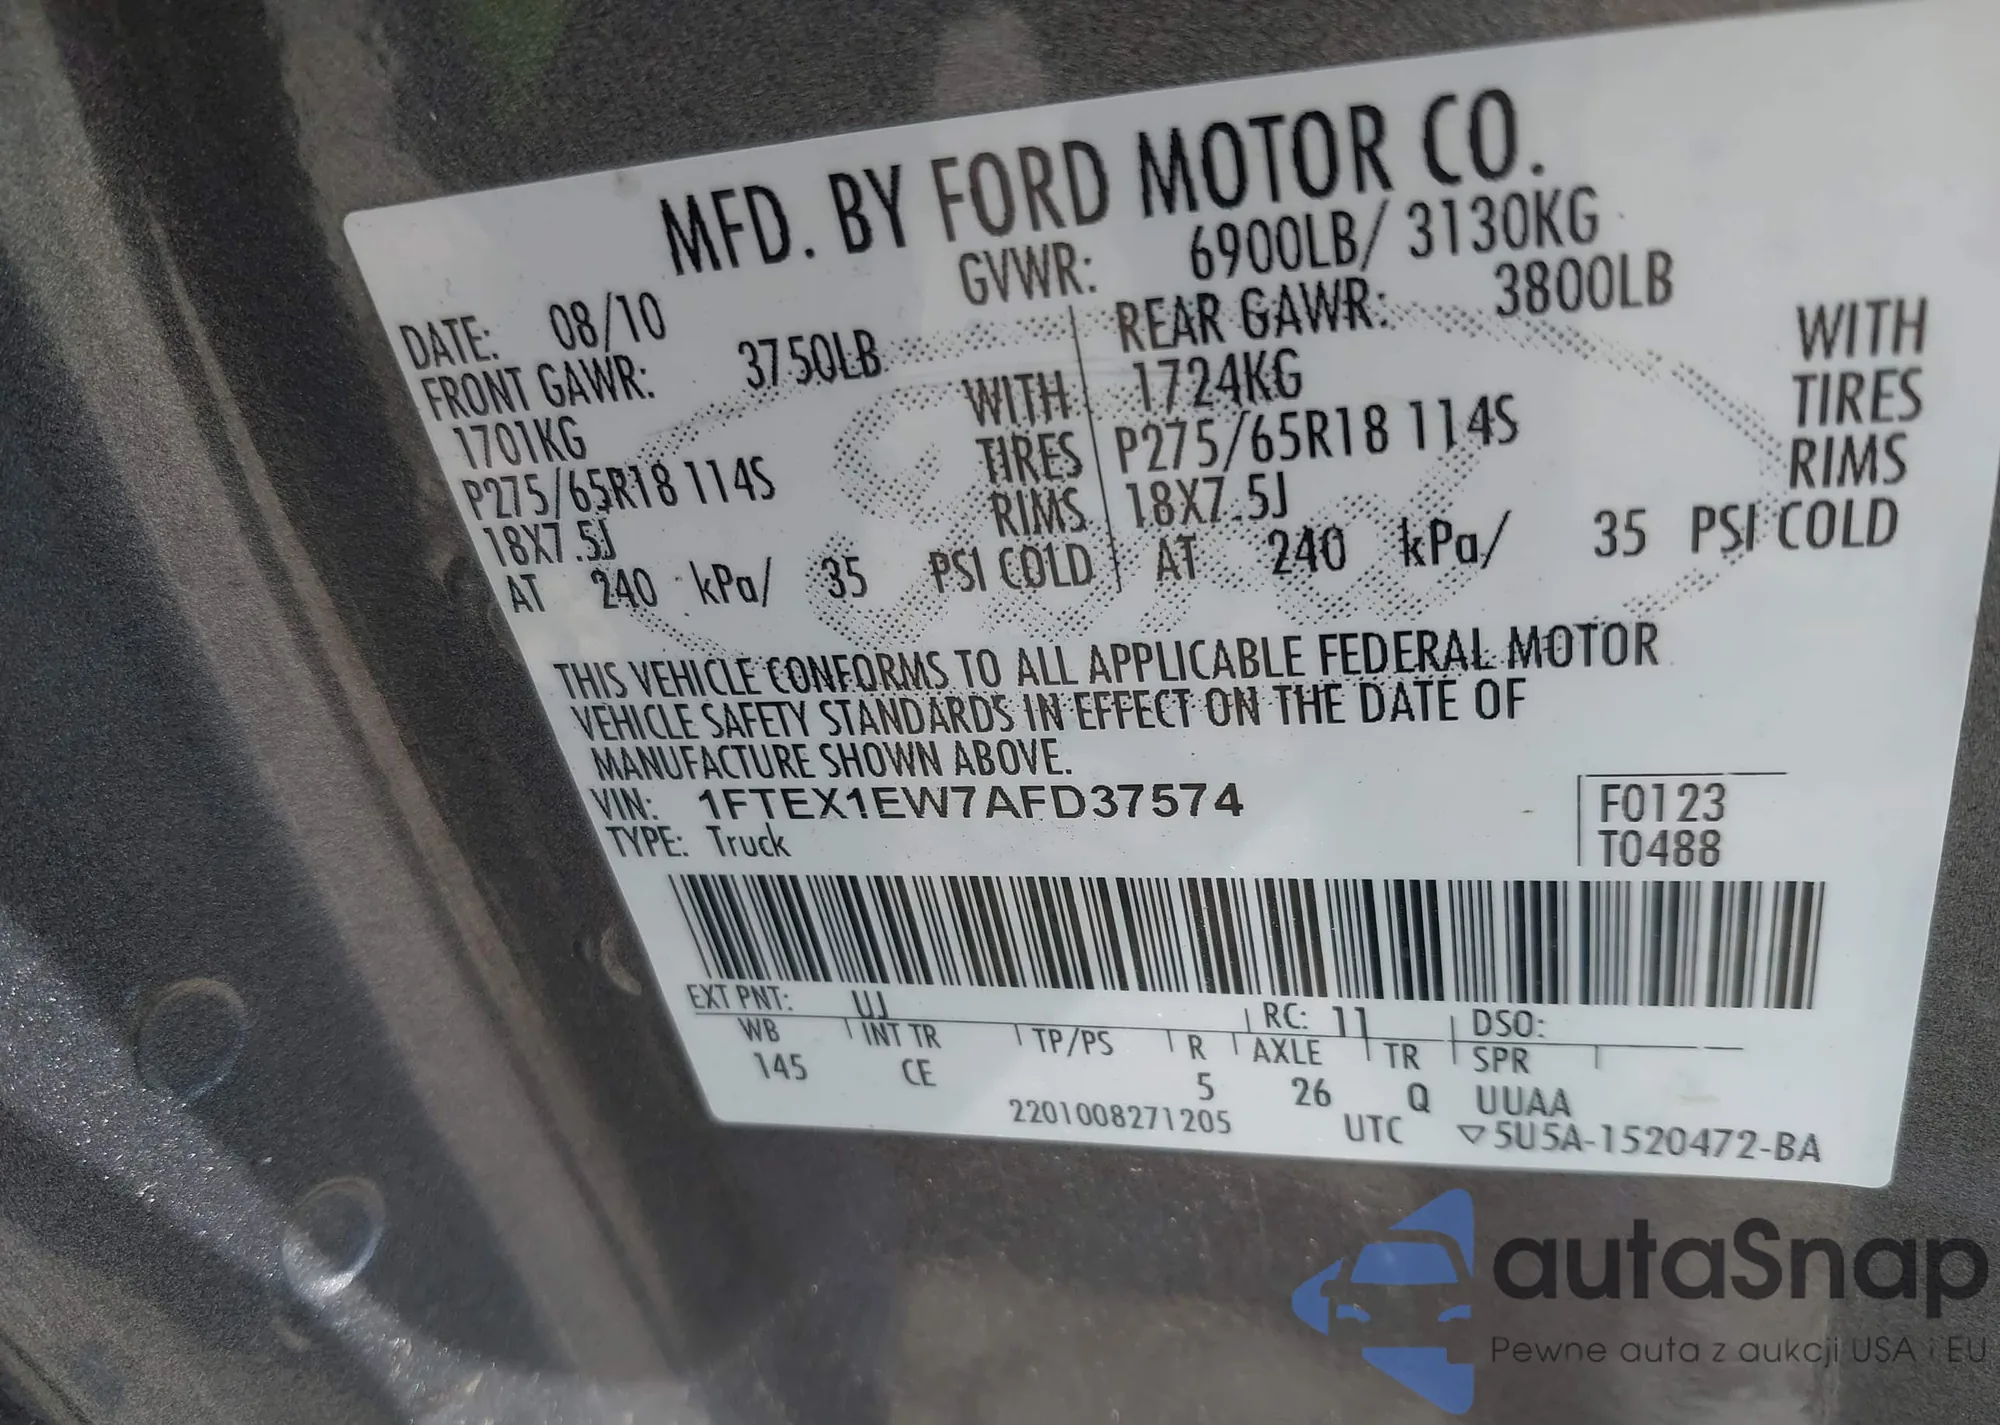 MFD. BY FORD MOTOR CO.
DATE: 08/10 GVWR: 6900LB/ 3130KG
FRONT GAWR: 3750LB REAR GAWR: 3800LB
1701KG WITH 1724KG WITH
P275/65R18 114S TIRES P275/65R18 114S TIRES
18X7.5J RIMS 18X7.5J RIMS
AT 240 kPa/ 35 PSI COLD AT 240 kPa/ 35 PSI COLD
THIS VEHICLE CONFORMS TO ALL APPLICABLE FEDERAL MOTOR
VEHICLE SAFETY STANDARDS IN EFFECT ON THE DATE OF
MANUFACTURE SHOWN ABOVE.
VIN: 1FTEX1EW7AFD37574 F0123
TYPE: Truck T0488
EXT PNT: UJ RC: 11 DSO:
WB INT TR TP/PS R AXLE TR SPR
145 CE 5 26 Q UUAA
2201008271205 UTC ▽5U5A-1520472-BA
autaSnap
Pewne auta z aukcji USA i EU